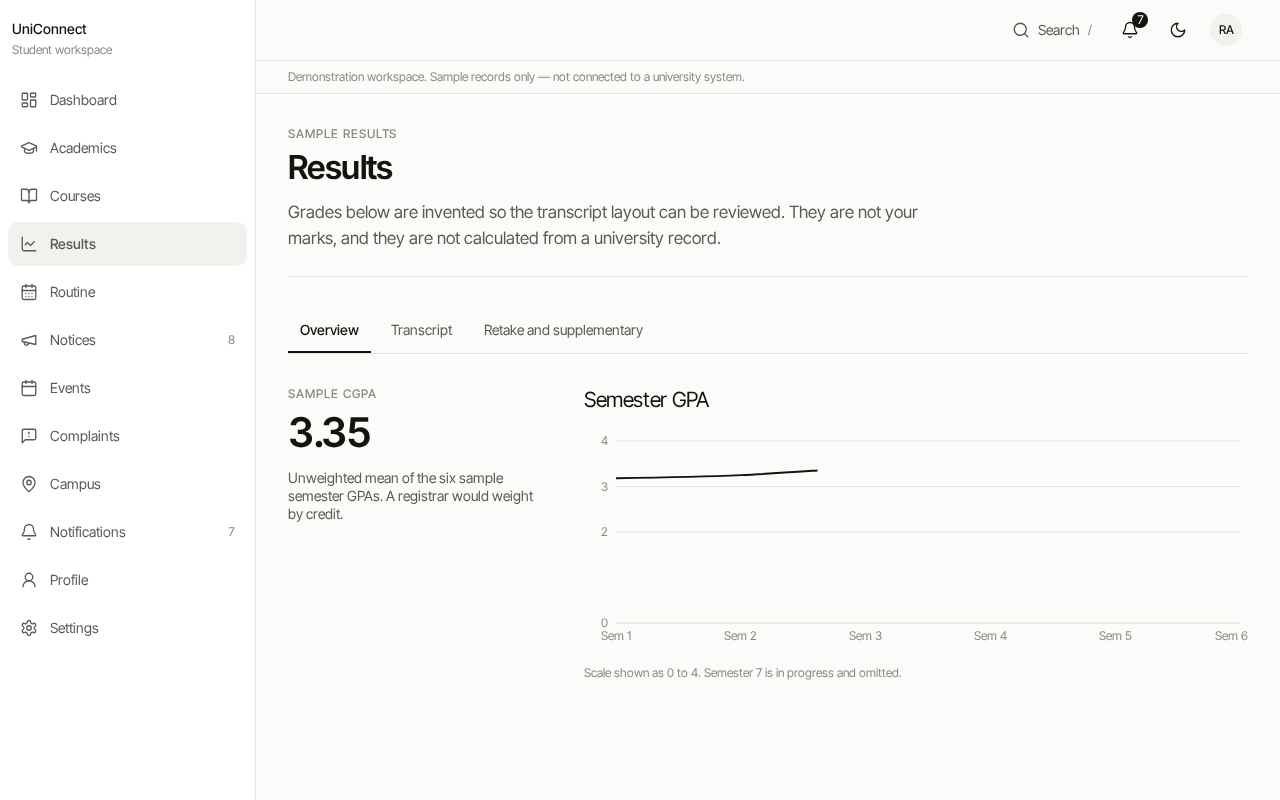 UniConnect
Student workspace
Dashboard
Academics
Courses
Results
Routine
Notices 8
Events
Complaints
Campus
Notifications 7
Profile
Settings
Search /
7
RA
Demonstration workspace. Sample records only — not connected to a university system.
SAMPLE RESULTS
Results
Grades below are invented so the transcript layout can be reviewed. They are not your
marks, and they are not calculated from a university record.
Overview Transcript Retake and supplementary
SAMPLE CGPA
3.35
Unweighted mean of the six sample
semester GPAs. A registrar would weight
by credit.
Semester GPA
4
3
2
0
Sem 1 Sem 2 Sem 3 Sem 4 Sem 5 Sem 6
Scale shown as 0 to 4. Semester 7 is in progress and omitted.